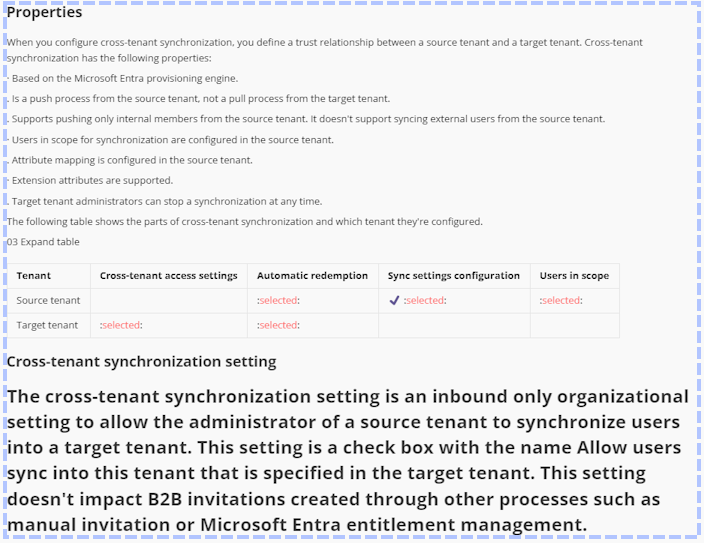 Properties
When you configure cross-tenant synchronization, you define a trust relationship between a source tenant and a target tenant. Cross-tenant
synchronization has the following properties:
· Based on the Microsoft Entra provisioning engine.
. Is a push process from the source tenant, not a pull process from the target tenant.
. Supports pushing only internal members from the source tenant. It doesn't support syncing external users from the source tenant.
· Users in scope for synchronization are configured in the source tenant.
. Attribute mapping is configured in the source tenant.
· Extension attributes are supported.
. Target tenant administrators can stop a synchronization at any time.
The following table shows the parts of cross-tenant synchronization and which tenant they're configured.
03 Expand table
Tenant Cross-tenant access settings Automatic redemption Sync settings configuration Users in scope
Source tenant :selected: ✔ :selected: :selected:
Target tenant :selected: :selected:
Cross-tenant synchronization setting
The cross-tenant synchronization setting is an inbound only organizational
setting to allow the administrator of a source tenant to synchronize users
into a target tenant. This setting is a check box with the name Allow users
sync into this tenant that is specified in the target tenant. This setting
doesn't impact B2B invitations created through other processes such as
manual invitation or Microsoft Entra entitlement management.